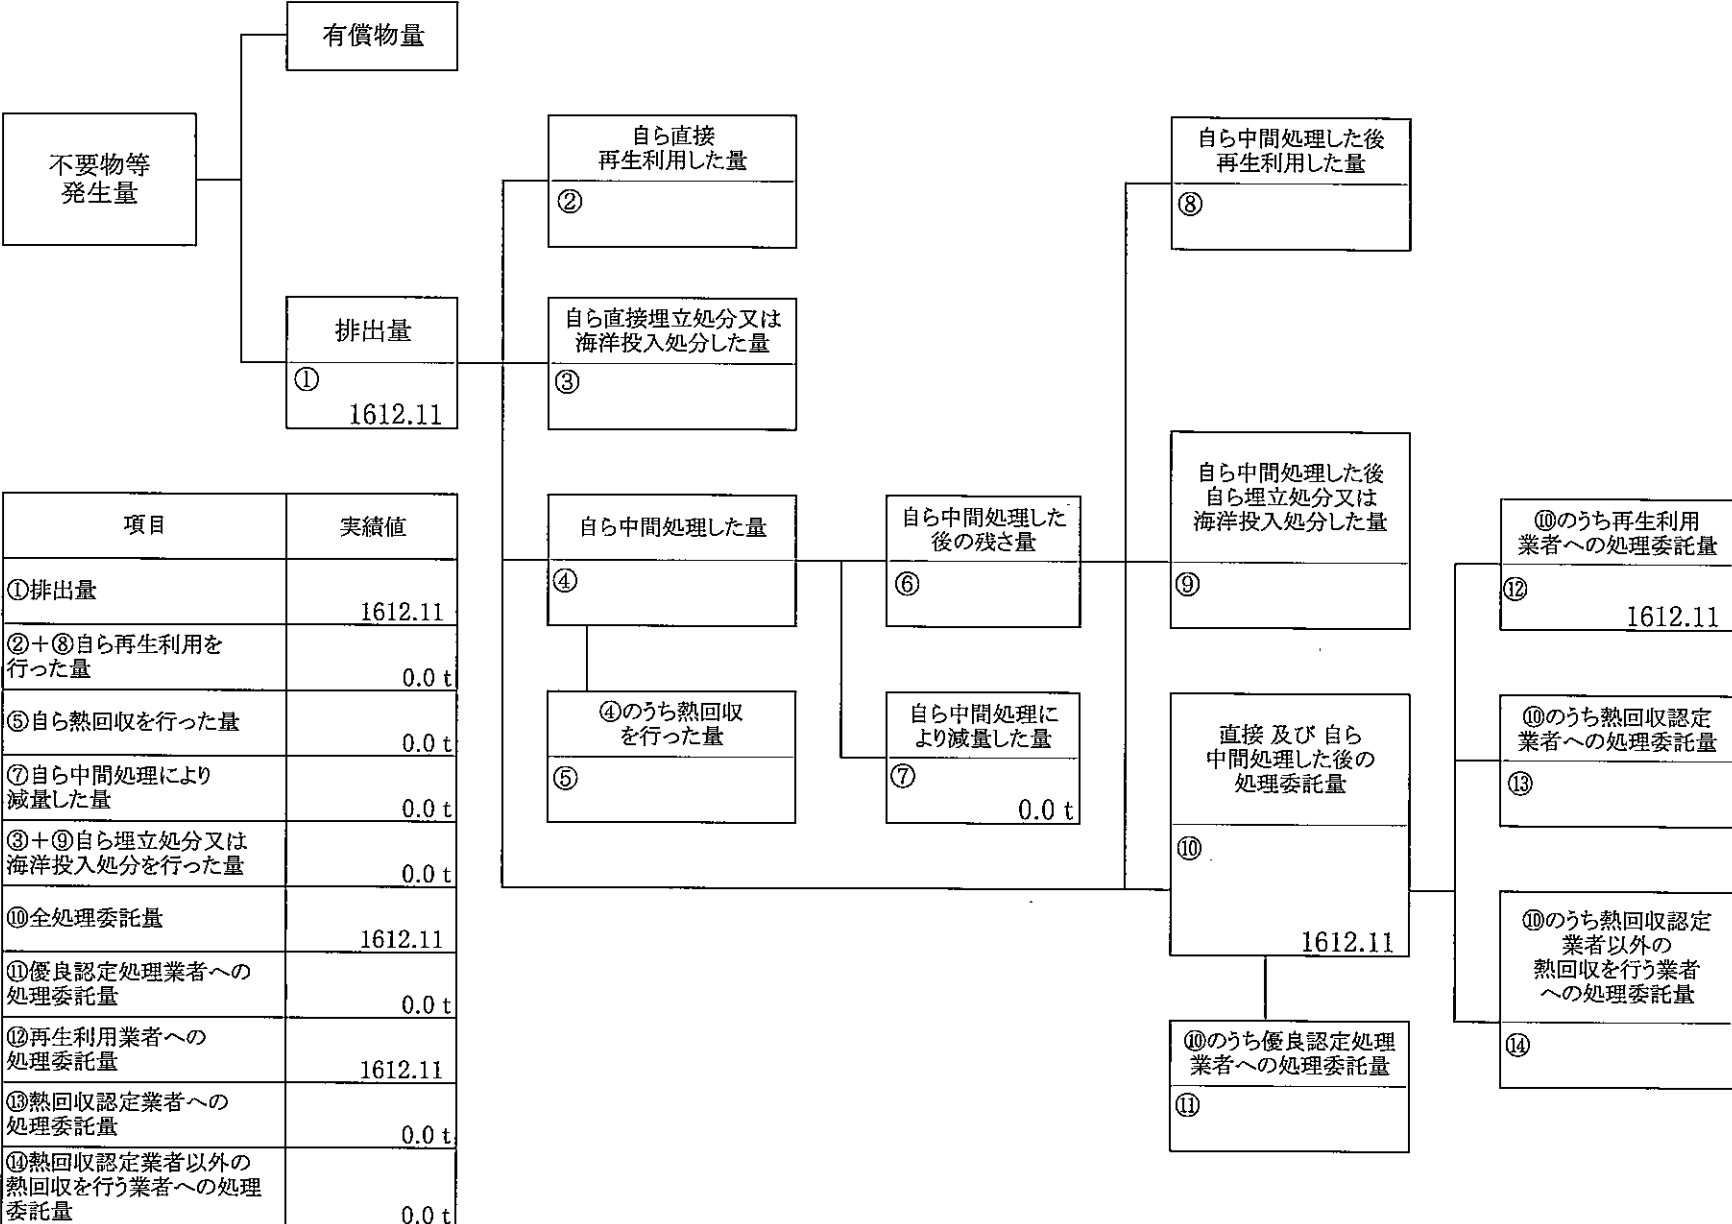 有償物量
不要物等
発生量
排出量
①
1612.11
自ら直接
再生利用した量
②
自ら直接埋立処分又は
海洋投入処分した量
③
自ら中間処理した量
④
④のうち熱回収
を行った量
⑤
自ら中間処理した
後の残さ量
⑥
自ら中間処理に
より減量した量
⑦
0.0 t
自ら中間処理した後
再生利用した量
⑧
自ら中間処理した後
自ら埋立処分又は
海洋投入処分した量
⑨
直接 及び 自ら
中間処理した後の
処理委託量
⑩
1612.11
⑩のうち優良認定処理
業者への処理委託量
⑪
⑩のうち再生利用
業者への処理委託量
⑫
1612.11
⑩のうち熱回収認定
業者への処理委託量
⑬
⑩のうち熱回収認定
業者以外の
熱回収を行う業者
への処理委託量
⑭
項目 実績値
①排出量
1612.11
②+⑧自ら再生利用を
行った量
0.0 t
⑤自ら熱回収を行った量
0.0 t
⑦自ら中間処理により
減量した量
0.0 t
③+⑨自ら埋立処分又は
海洋投入処分を行った量
0.0 t
⑩全処理委託量
1612.11
⑪優良認定処理業者への
処理委託量
0.0 t
⑫再生利用業者への
処理委託量
1612.11
⑬熱回収認定業者への
処理委託量
0.0 t
⑭熱回収認定業者以外の
熱回収を行う業者への処理
委託量
0.0 t